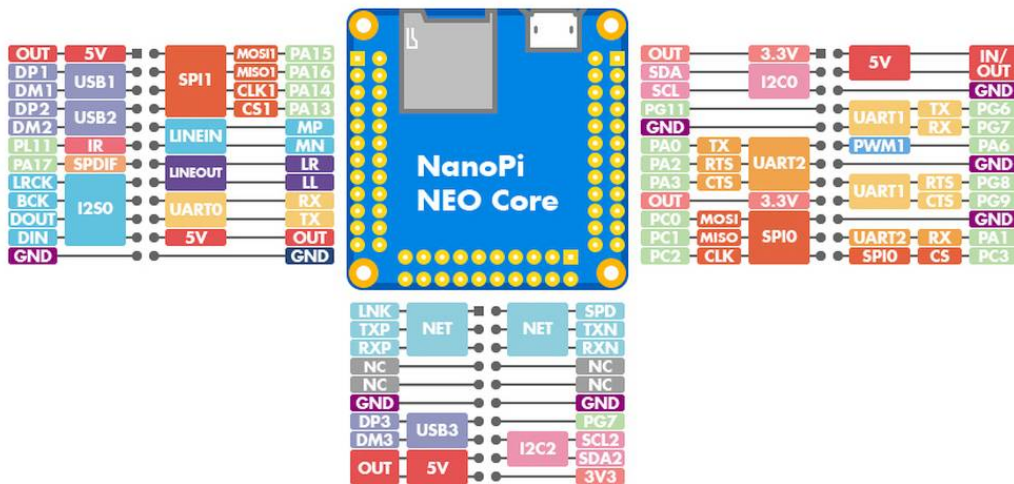 OUT 5V MOSI1 PA15
DP1 USB1 SPI1 MISO1 PA16
DM1 CLK1 PA14
DP2 USB2 CS1 PA13
DM2 LINEIN MP
PL11 IR MN
PA17 SPDIF LINEOUT LR
LRCK I2S0 LL
BCK UART0 RX
DOUT TX
DIN 5V OUT
GND GND
NanoPi
NEO Core
OUT 3.3V 5V IN/
OUT
SDA I2C0
SCL GND
PG11 UART1 TX PG6
GND RX PG7
PA0 TX UART2 PWM1 PA6
PA2 RTS GND
PA3 CTS UART1 RTS PG8
OUT 3.3V CTS PG9
PC0 MOSI SPI0 GND
PC1 MISO UART2 RX PA1
PC2 CLK SPI0 CS PC3
LNK NET NET SPD
TXP TXN
RXP RXN
NC NC
NC NC
GND GND
DP3 USB3 PG7
DM3 I2C2 SCL2
OUT 5V SDA2
3V3